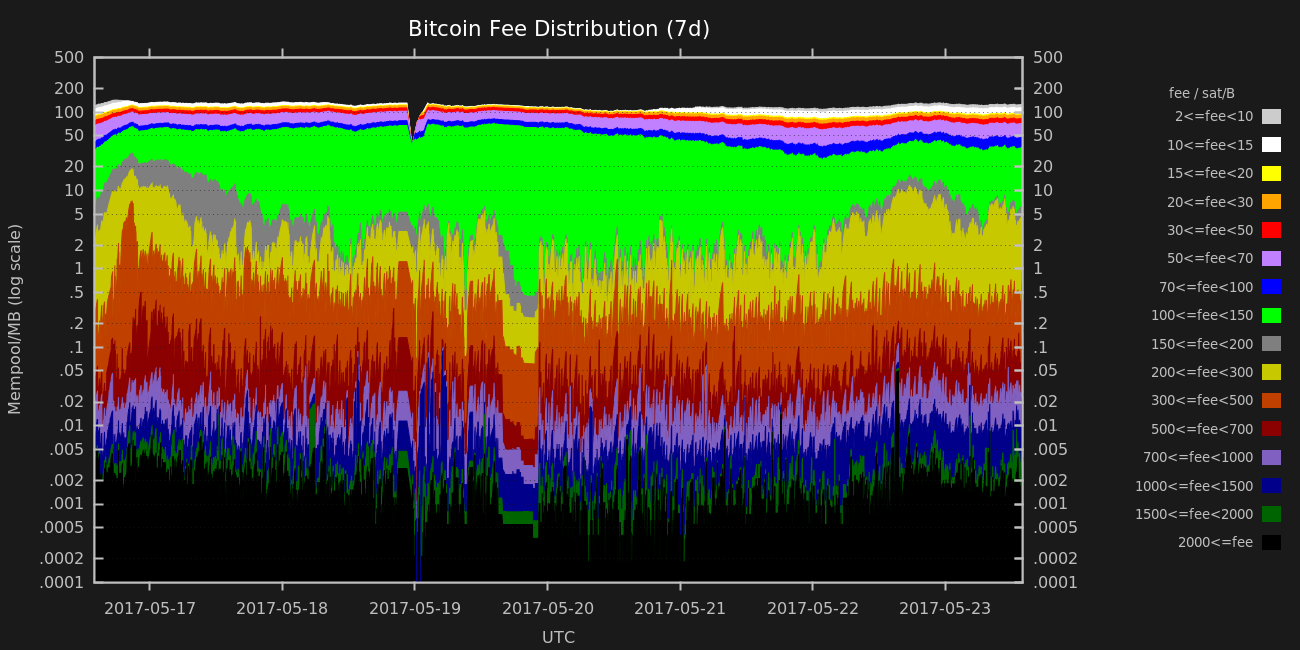 Bitcoin Fee Distribution (7d)
Mempool/MB (log scale)
500
200
100
50
20
10
5
2
1
.5
.2
.1
.05
.02
.01
.005
.002
.001
.0005
.0002
.0001
500
200
100
50
20
10
5
2
1
.5
.2
.1
.05
.02
.01
.005
.002
.001
.0005
.0002
.0001
2017-05-17 2017-05-18 2017-05-19 2017-05-20 2017-05-21 2017-05-22 2017-05-23
UTC
fee / sat/B
2<=fee<10
10<=fee<15
15<=fee<20
20<=fee<30
30<=fee<50
50<=fee<70
70<=fee<100
100<=fee<150
150<=fee<200
200<=fee<300
300<=fee<500
500<=fee<700
700<=fee<1000
1000<=fee<1500
1500<=fee<2000
2000<=fee